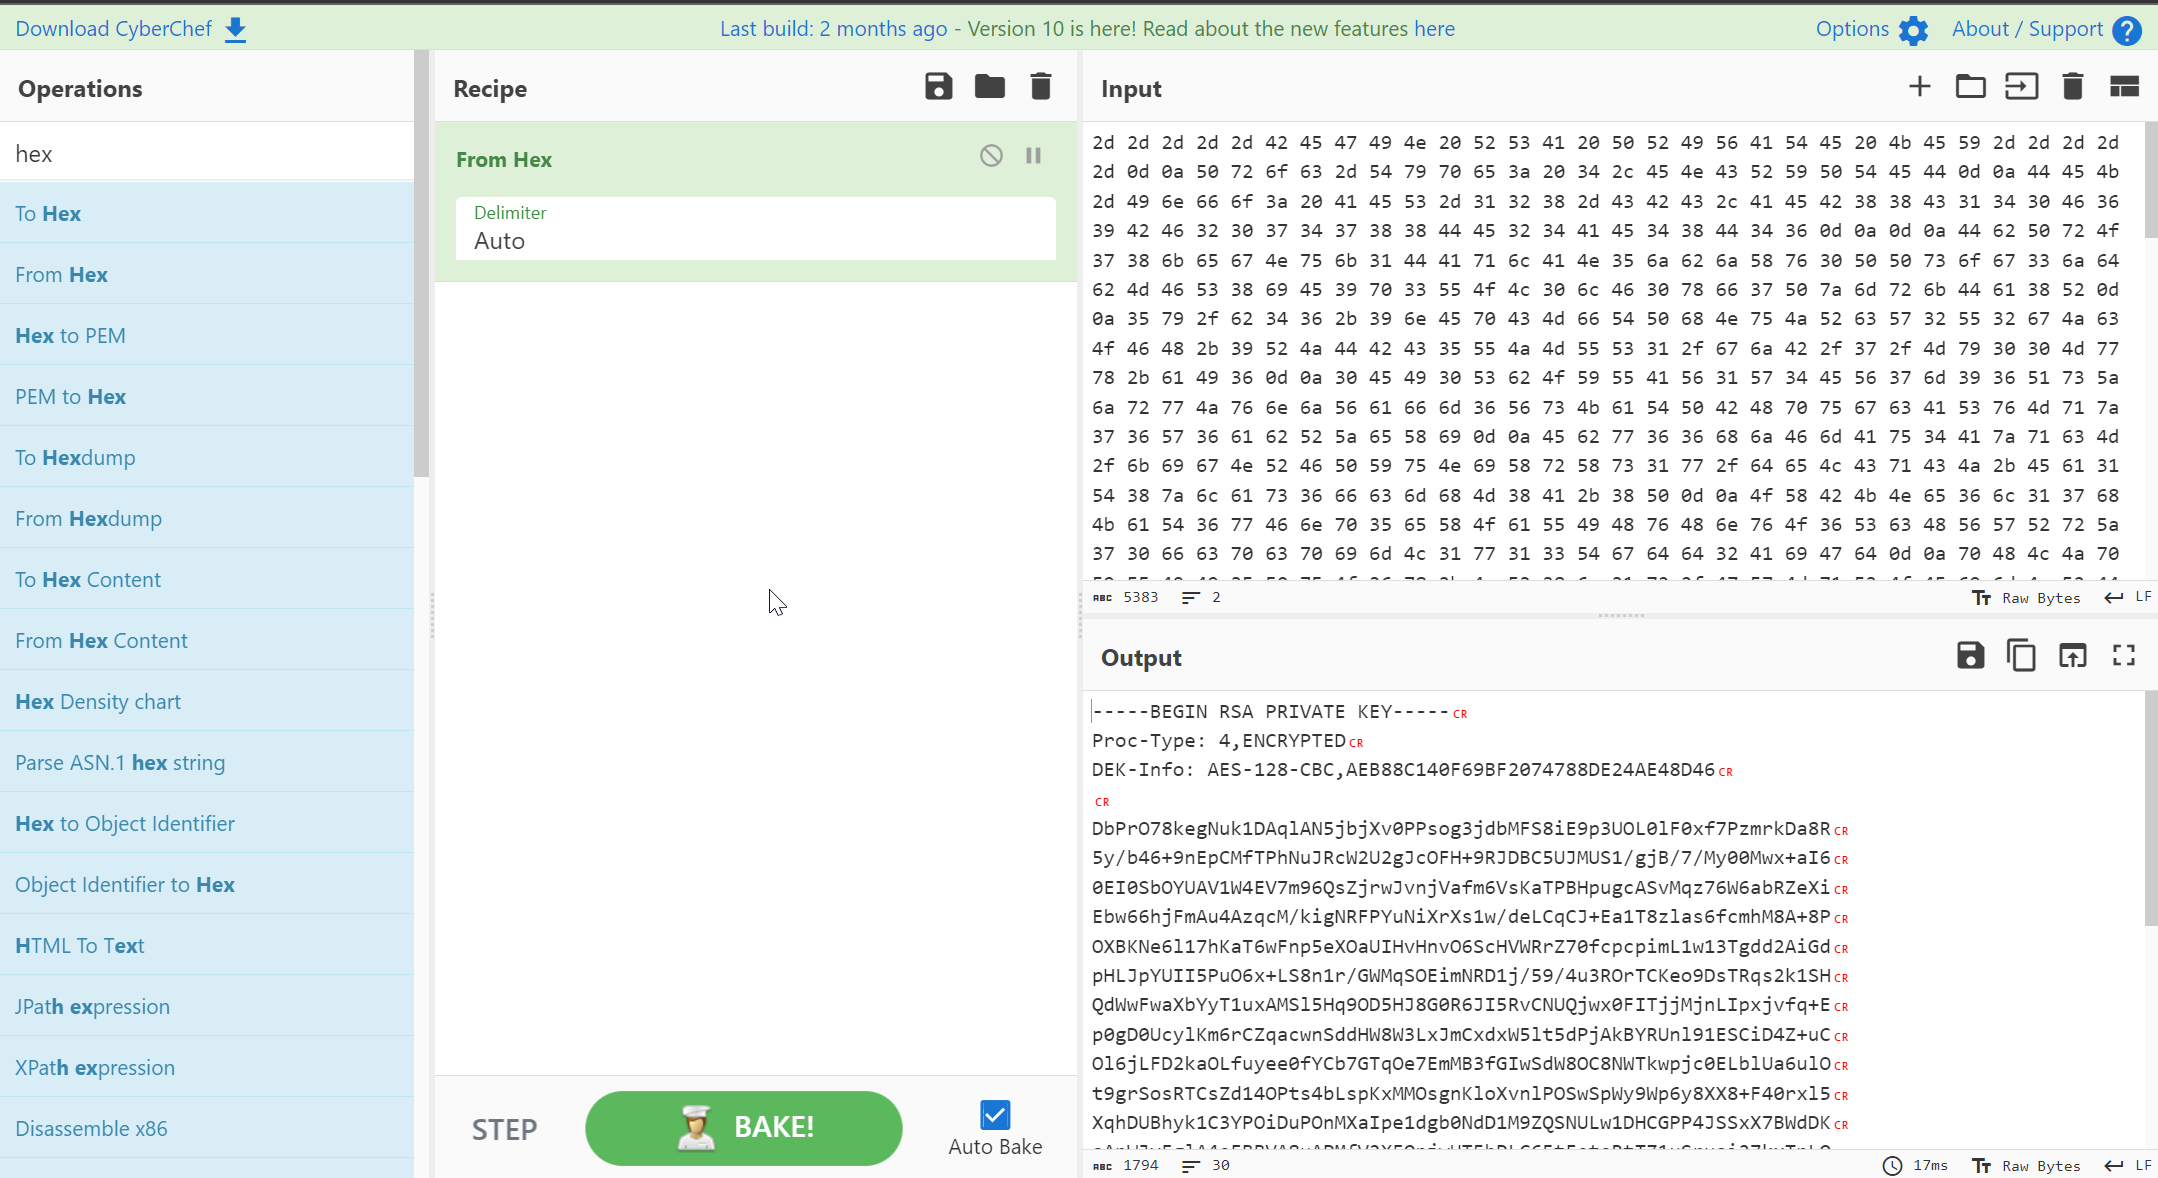 Download CyberChef
Last build: 2 months ago - Version 10 is here! Read about the new features here
Options
About / Support
Operations
hex
To Hex
From Hex
Hex to PEM
PEM to Hex
To Hexdump
From Hexdump
To Hex Content
From Hex Content
Hex Density chart
Parse ASN.1 hex string
Hex to Object Identifier
Object Identifier to Hex
HTML To Text
JPath expression
XPath expression
Disassemble x86
Recipe
From Hex
Delimiter
Auto
STEP
BAKE!
Auto Bake
Input
2d 2d 2d 2d 2d 42 45 47 49 4e 20 52 53 41 20 50 52 49 56 41 54 45 20 4b 45 59 2d 2d 2d 2d
2d 0d 0a 50 72 6f 63 2d 54 79 70 65 3a 20 34 2c 45 4e 43 52 59 50 54 45 44 0d 0a 44 45 4b
2d 49 6e 66 6f 3a 20 41 45 53 2d 31 32 38 2d 43 42 43 2c 41 45 42 38 38 43 31 34 30 46 36
39 42 46 32 30 37 34 37 38 38 44 45 32 34 41 45 34 38 44 34 36 0d 0a 0d 0a 44 62 50 72 4f
37 38 6b 65 67 4e 75 6b 31 44 41 71 6c 41 4e 35 6a 62 6a 58 76 30 50 50 73 6f 67 33 6a 64
62 4d 46 53 38 69 45 39 70 33 55 4f 4c 30 6c 46 30 78 66 37 50 7a 6d 72 6b 44 61 38 52 0d
0a 35 79 2f 62 34 36 2b 39 6e 45 70 43 4d 66 54 50 68 4e 75 4a 52 63 57 32 55 32 67 4a 63
4f 46 48 2b 39 52 4a 44 42 43 35 55 4a 4d 55 53 31 2f 67 6a 42 2f 37 2f 4d 79 30 30 4d 77
78 2b 61 49 36 0d 0a 30 45 49 30 53 62 4f 59 55 41 56 31 57 34 45 56 37 6d 39 36 51 73 5a
6a 72 77 4a 76 6e 6a 56 61 66 6d 36 56 73 4b 61 54 50 42 48 70 75 67 63 41 53 76 4d 71 7a
37 36 57 36 61 62 52 5a 65 58 69 0d 0a 45 62 77 36 36 68 6a 46 6d 41 75 34 41 7a 71 63 4d
2f 6b 69 67 4e 52 46 50 59 75 4e 69 58 72 58 73 31 77 2f 64 65 4c 43 71 43 4a 2b 45 61 31
54 38 7a 6c 61 73 36 66 63 6d 68 4d 38 41 2b 38 50 0d 0a 4f 58 42 4b 4e 65 36 6c 31 37 68
4b 61 54 36 77 46 6e 70 35 65 58 4f 61 55 49 48 76 48 6e 76 4f 36 53 63 48 56 57 52 72 5a
37 30 66 63 70 63 70 69 6d 4c 31 77 31 33 54 67 64 64 32 41 69 47 64 0d 0a 70 48 4c 4a 70
ABC 5383 2
Raw Bytes LF
Output
-----BEGIN RSA PRIVATE KEY-----CR
Proc-Type: 4,ENCRYPTEDCR
DEK-Info: AES-128-CBC,AEB88C140F69BF2074788DE24AE48D46CR
CR
DbPrO78kegNuk1DAqlAN5jbjXv0PPsog3jdbMFS8iE9p3UOL0lF0xf7PzmrkDa8RCR
5y/b46+9nEpCMfTPhNuJRcW2U2gJcOFH+9RJDBC5UJMUS1/gjB/7/My00Mwx+aI6CR
0EI0SbOYUAV1W4EV7m96QsZjrwJvnjVafm6VsKaTPBHpugcASvMqz76W6abRZeXiCR
Ebw66hjFmAu4AzqcM/kigNRFPYuNiXrXs1w/deLCqCJ+Ea1T8zlas6fcmhM8A+8PCR
OXBKNe6l17hKaT6wFnp5eXOaUIHvHnvO6ScHVWRrZ70fcpcpimL1w13Tgdd2AiGdCR
pHLJpYUII5PuO6x+LS8n1r/GWMqSOEimNRD1j/59/4u3ROrTCKeo9DsTRqs2k1SHCR
QdWwFwaXbYyT1uxAMSl5Hq9OD5HJ8G0R6JI5RvCNUQjwx0FITjjMjnLIpxjvfq+ECR
p0gD0UcylKm6rCZqacwnSddHW8W3LxJmCxdxW5lt5dPjAkBYRUnl91ESCiD4Z+uCCR
Ol6jLFD2kaOLfuyee0fYCb7GTqOe7EmMB3fGIwSdW8OC8NWTkwpjc0ELblUa6ulOCR
t9grSosRTCsZd14OPts4bLspKxMMOsgnKloXvnlPOSwSpWy9Wp6y8XX8+F40rxl5CR
XqhDUBhyk1C3YPOiDuPOnMXaIpe1dgb0NdD1M9ZQSNULw1DHCGPP4JSSxX7BWdDKCR
ABC 1794 30
17ms Raw Bytes LF